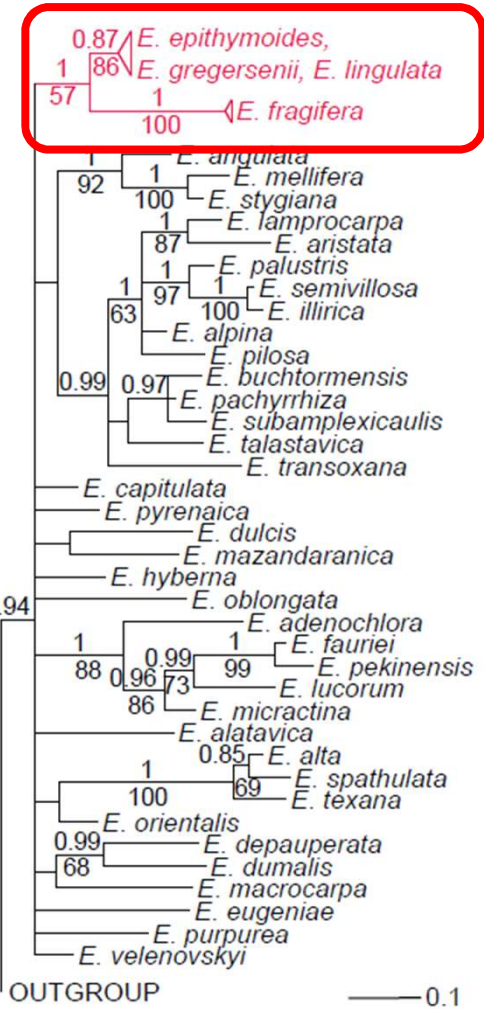 0.87 E. epithymoides,
1 86 E. gregersenii, E. lingulata
57 1
100 E. fragifera
1 E. angulata
92 1 E. mellifera
100 E. stygiana
1 E. lamprocarpa
87 E. aristata
1 E. palustris
1 97 1 E. semivillosa
63 100 E. illirica
E. alpina
E. pilosa
0.99 0.97 E. buchtormensis
E. pachyrrhiza
E. subamplexicaulis
E. talastavica
E. transoxana
E. capitulata
E. pyrenaica
E. dulcis
E. mazandaranica
E. hyberna
.94 E. oblongata
E. adenochlora
1 1 E. fauriei
88 0.96 0.99 99 E. pekinensis
73 E. lucorum
86 E. micractina
E. alatavica
0.85 E. alta
1 E. spathulata
100 69 E. texana
E. orientalis
0.99 E. depauperata
68 E. dumalis
E. macrocarpa
E. eugeniae
E. purpurea
E. velenovskyi
OUTGROUP 0.1